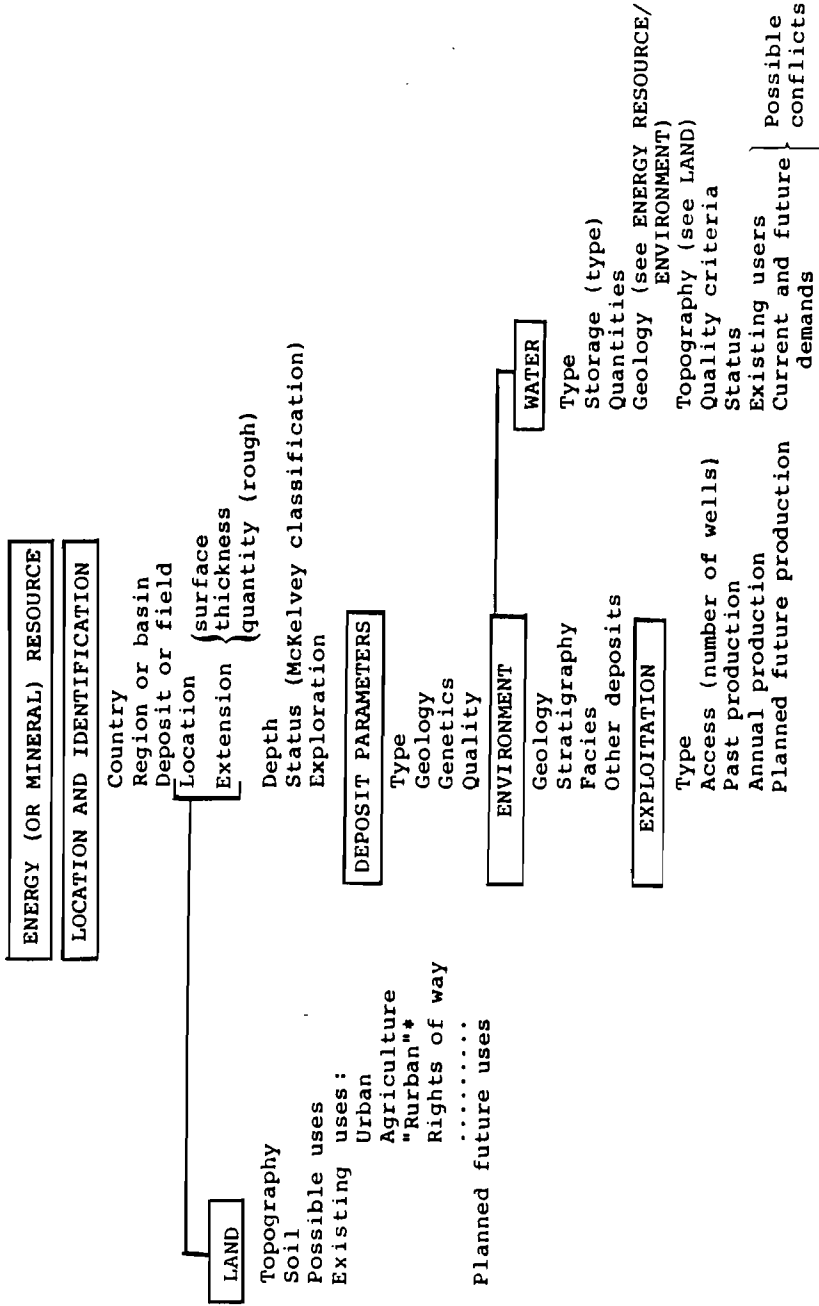 ENERGY (OR MINERAL) RESOURCE
LOCATION AND IDENTIFICATION
Country
Region or basin
Deposit or field
Location
Extension {surface
thickness
quantity (rough)
Depth
Status (McKelvey classification)
Exploration
DEPOSIT PARAMETERS
Type
Geology
Genetics
Quality
ENVIRONMENT
Geology
Stratigraphy
Facies
Other deposits
EXPLOITATION
Type
Access (number of wells)
Past production
Annual production
Planned future production
LAND
Topography
Soil
Possible uses
Existing uses:
Urban
Agriculture
"Rurban"*
Rights of way
.........
Planned future uses
WATER
Type
Storage (type)
Quantities
Geology (see ENERGY RESOURCE/
ENVIRONMENT)
Topography (see LAND)
Quality criteria
Status
Existing users
Current and future
demands
} Possible
conflicts